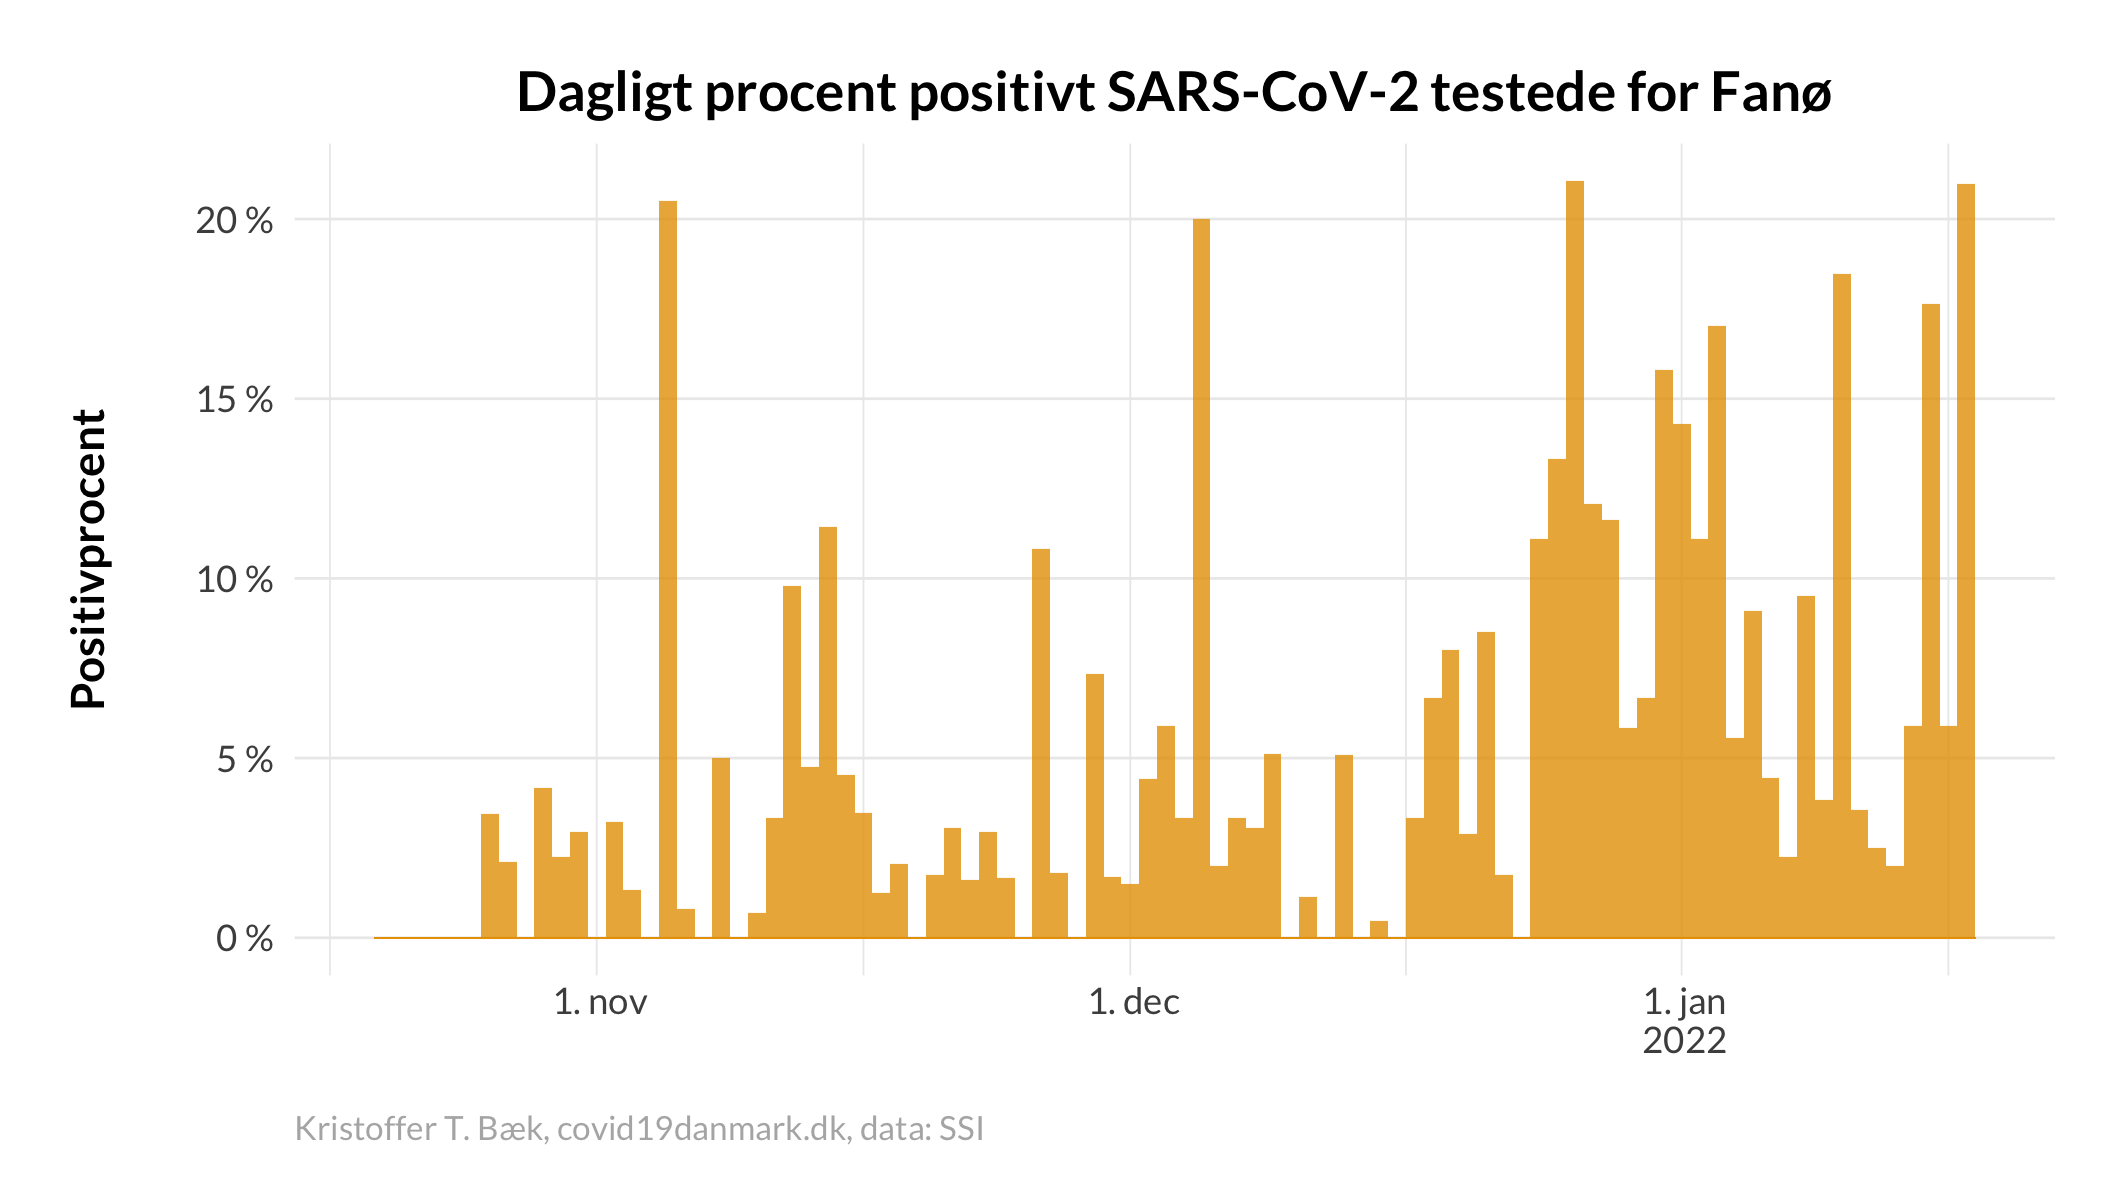 Dagligt procent positivt SARS-CoV-2 testede for Fanø
Positivprocent
20 %
15 %
10 %
5 %
0 %
1. nov
1. dec
1. jan
2022
Kristoffer T. Bæk, covid19danmark.dk, data: SSI